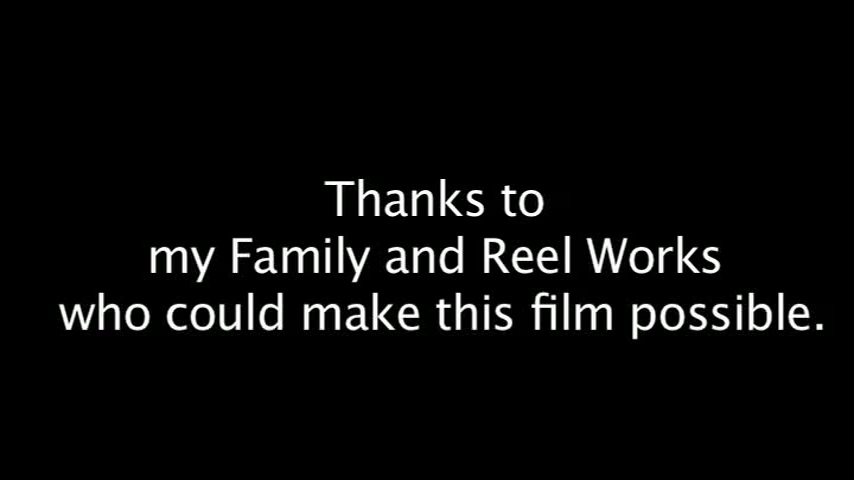 Thanks to
my Family and Reel Works
who could make this film possible.